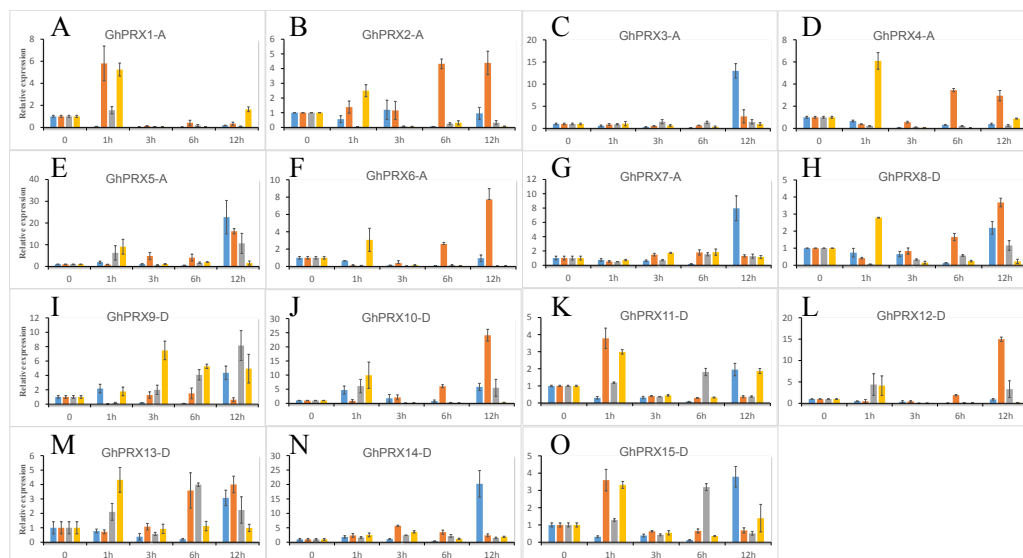 A
GhPRX1-A
Relative expression
8
6
4
2
0
0 1h 3h 6h 12h
B
GhPRX2-A
6
5
4
3
2
1
0
0 1h 3h 6h 12h
C
GhPRX3-A
20
15
10
5
0
0 1h 3h 6h 12h
D
GhPRX4-A
8
6
4
2
0
0 1h 3h 6h 12h
E
GhPRX5-A
Relative expression
40
30
20
10
0
0 1h 3h 6h 12h
F
GhPRX6-A
10
8
6
4
2
0
0 1h 3h 6h 12h
G
GhPRX7-A
12
10
8
6
4
2
0
0 1h 3h 6h 12h
H
GhPRX8-D
5
4
3
2
1
0
0 1h 3h 6h 12h
I
GhPRX9-D
Relative expression
12
10
8
6
4
2
0
0 1h 3h 6h 12h
J
GhPRX10-D
30
25
20
15
10
5
0
0 1h 3h 6h 12h
K
GhPRX11-D
5
4
3
2
1
0
0 1h 3h 6h 12h
L
GhPRX12-D
20
15
10
5
0
0 1h 3h 6h 12h
M
GhPRX13-D
Relative expression
6
5
4
3
2
1
0
0 1h 3h 6h 12h
N
GhPRX14-D
30
25
20
15
10
5
0
0 1h 3h 6h 12h
O
GhPRX15-D
5
4
3
2
1
0
0 1h 3h 6h 12h